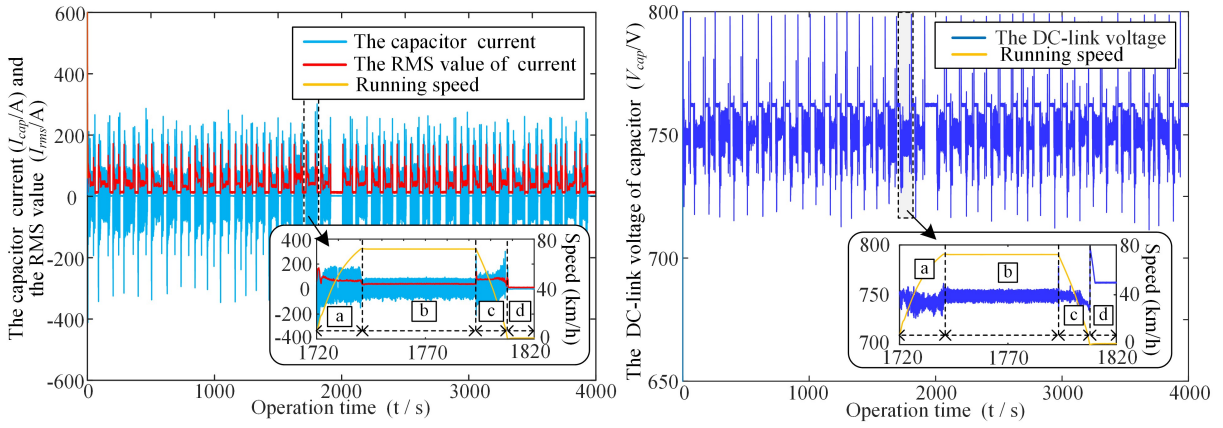 The capacitor current (I_cap/A) and
the RMS value (I_rms/A)
600
400
200
0
-200
-400
-600
The capacitor current
The RMS value of current
Running speed
400
200
0
-200
-400
a
b
c
d
80
40
0
Speed (km/h)
1720
1770
1820
0
1000
2000
3000
4000
Operation time (t / s)
The DC-link voltage of capacitor (V_cap/V)
800
750
700
650
The DC-link voltage
Running speed
800
750
700
a
b
c
d
80
40
0
Speed (km/h)
1720
1770
1820
0
1000
2000
3000
4000
Operation time (t / s)